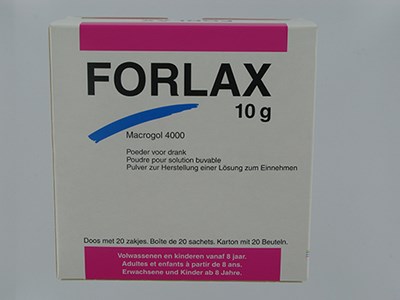 FORLAX
10 g
Macrogol 4000
Poeder voor drank
Poudre pour solution buvable
Pulver zur Herstellung einer Lösung zum Einnehmen
Doos met 20 zakjes. Boîte de 20 sachets. Karton mit 20 Beuteln.
Volwassenen en kinderen vanaf 8 jaar.
Adultes et enfants à partir de 8 ans.
Erwachsene und Kinder ab 8 Jahre.